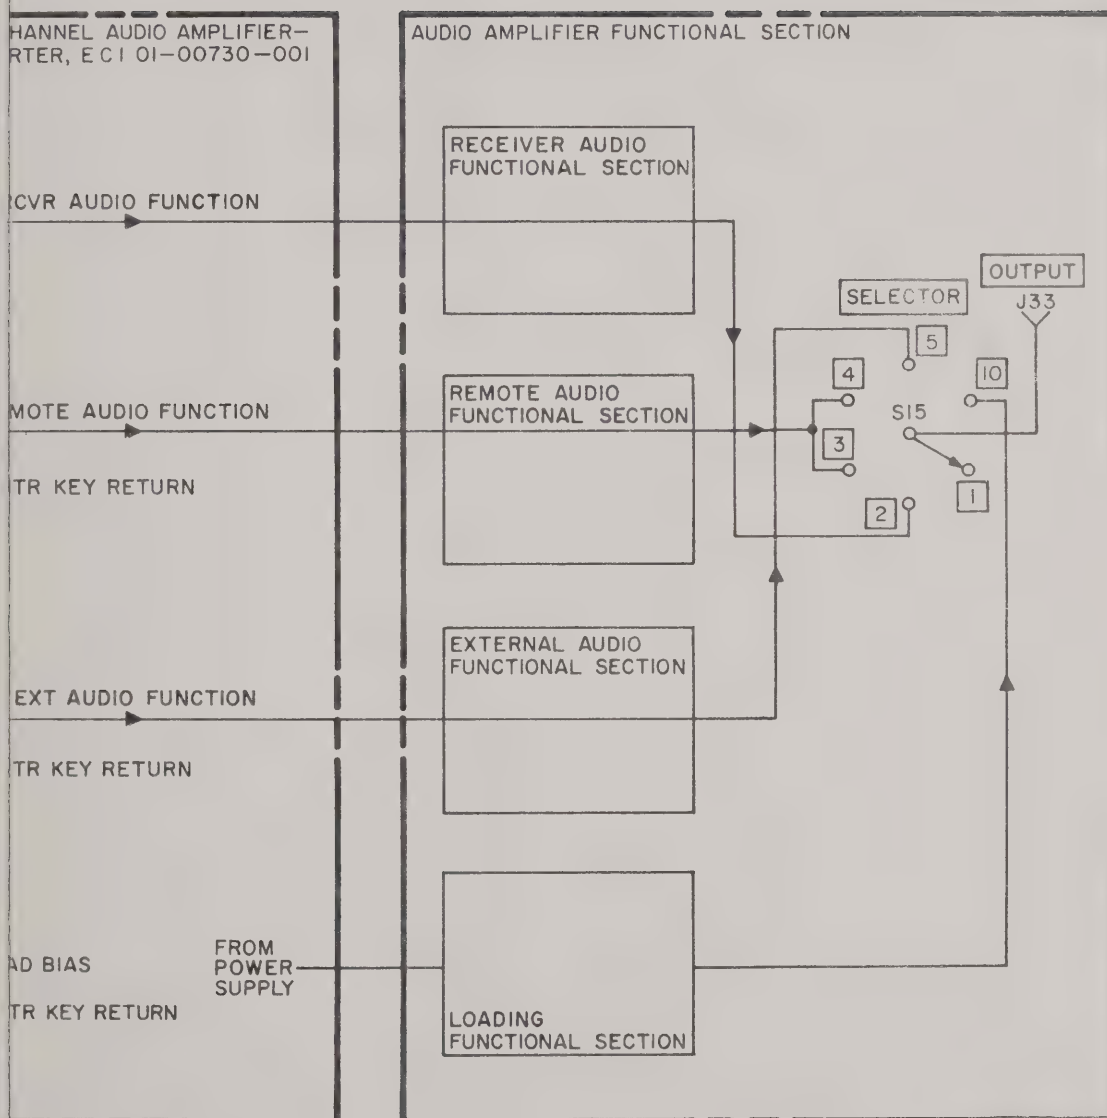 HANNEL AUDIO AMPLIFIER-
RTER, ECI 01-00730-001
AUDIO AMPLIFIER FUNCTIONAL SECTION
RECEIVER AUDIO
FUNCTIONAL SECTION
CVR AUDIO FUNCTION
OUTPUT
J33
SELECTOR
5
4
10
REMOTE AUDIO
FUNCTIONAL SECTION
MOTE AUDIO FUNCTION
S15
3
1
2
TR KEY RETURN
EXTERNAL AUDIO
FUNCTIONAL SECTION
EXT AUDIO FUNCTION
TR KEY RETURN
AD BIAS
FROM
POWER
SUPPLY
TR KEY RETURN
LOADING
FUNCTIONAL SECTION